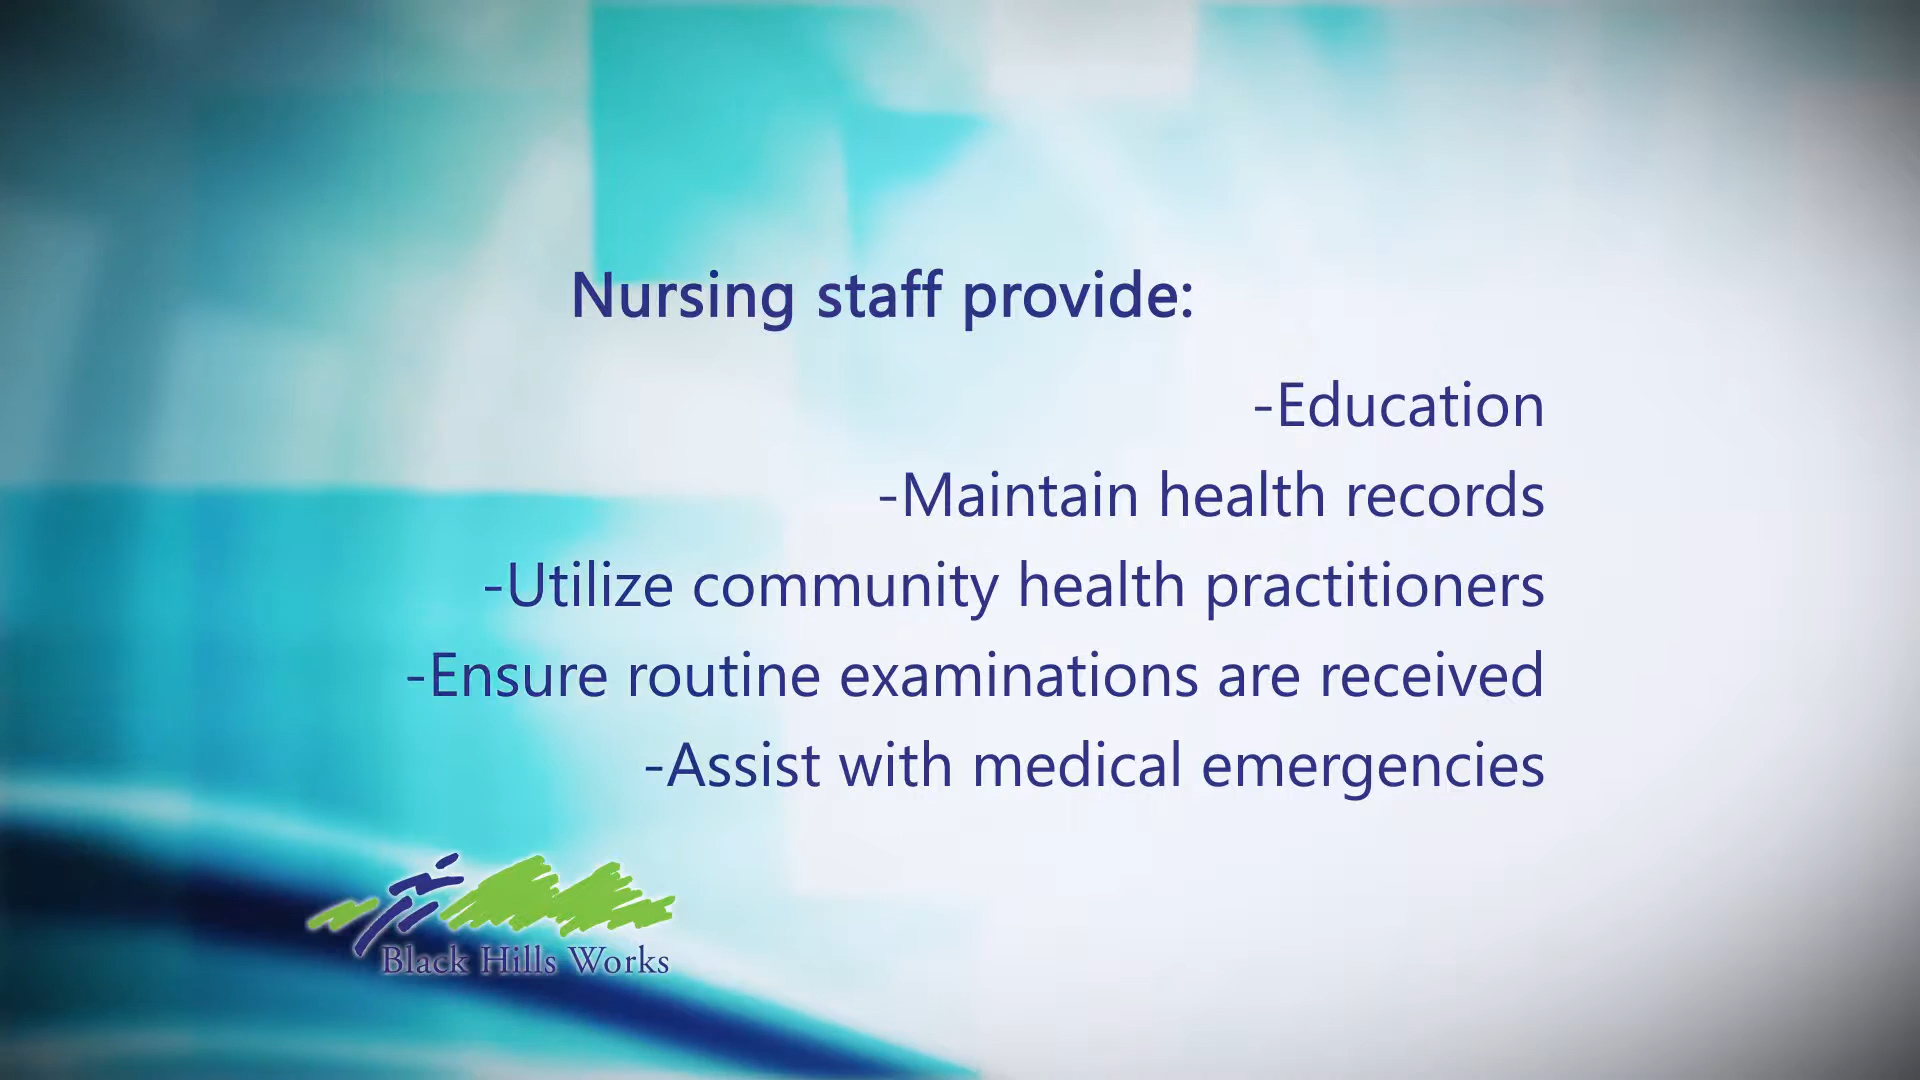 Nursing staff provide:
-Education
-Maintain health records
-Utilize community health practitioners
-Ensure routine examinations are received
-Assist with medical emergencies
Black Hills Works